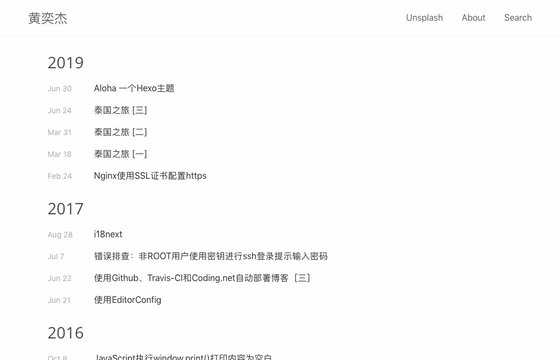 黄奕杰
Unsplash About Search
2019
Jun 30 Aloha 一个Hexo主题
Jun 24 泰国之旅 [三]
Mar 31 泰国之旅 [二]
Mar 18 泰国之旅 [一]
Feb 24 Nginx使用SSL证书配置https
2017
Aug 28 i18next
Jul 7 错误排查：非ROOT用户使用密钥进行ssh登录提示输入密码
Jun 22 使用Github、Travis-CI和Coding.net自动部署博客［三］
Jun 21 使用EditorConfig
2016
Oct 8 JavaScript执行window.print()打印内容为空白